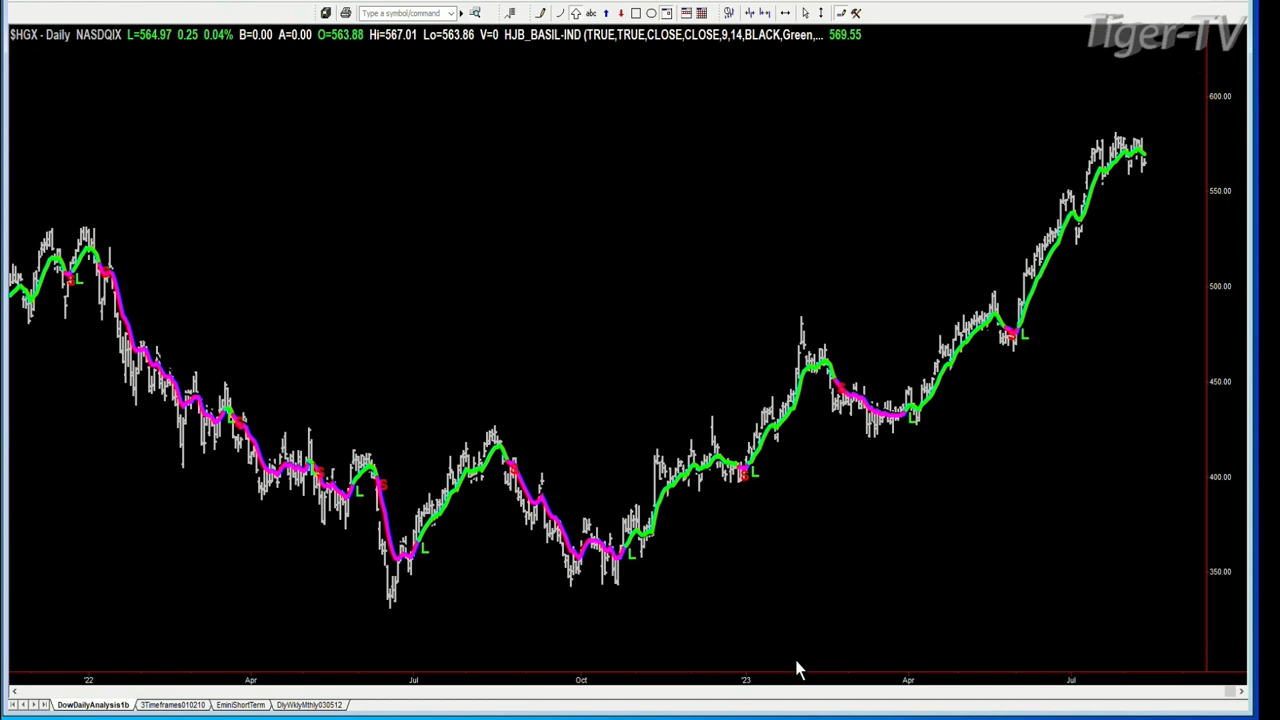 Type a symbol/command
abc
$HGX - Daily NASDQIX L=564.97 0.25 0.04% B=0.00 A=0.00 O=563.88 Hi=567.01 Lo=563.86 V=0 HJB_BASIL-IND (TRUE,TRUE,CLOSE,CLOSE,9,14,BLACK,Green,... 569.55
Tiger-TV
600.00
550.00
500.00
450.00
400.00
350.00
S L
S
L
S
S
L
S
L
S
L
S
L
S
L
S
L
'22 Apr Jul Oct '23 Apr Jul
DowDailyAnalysis1b 3Timeframes010210 EminiShortTerm DlyWklyMthly030512